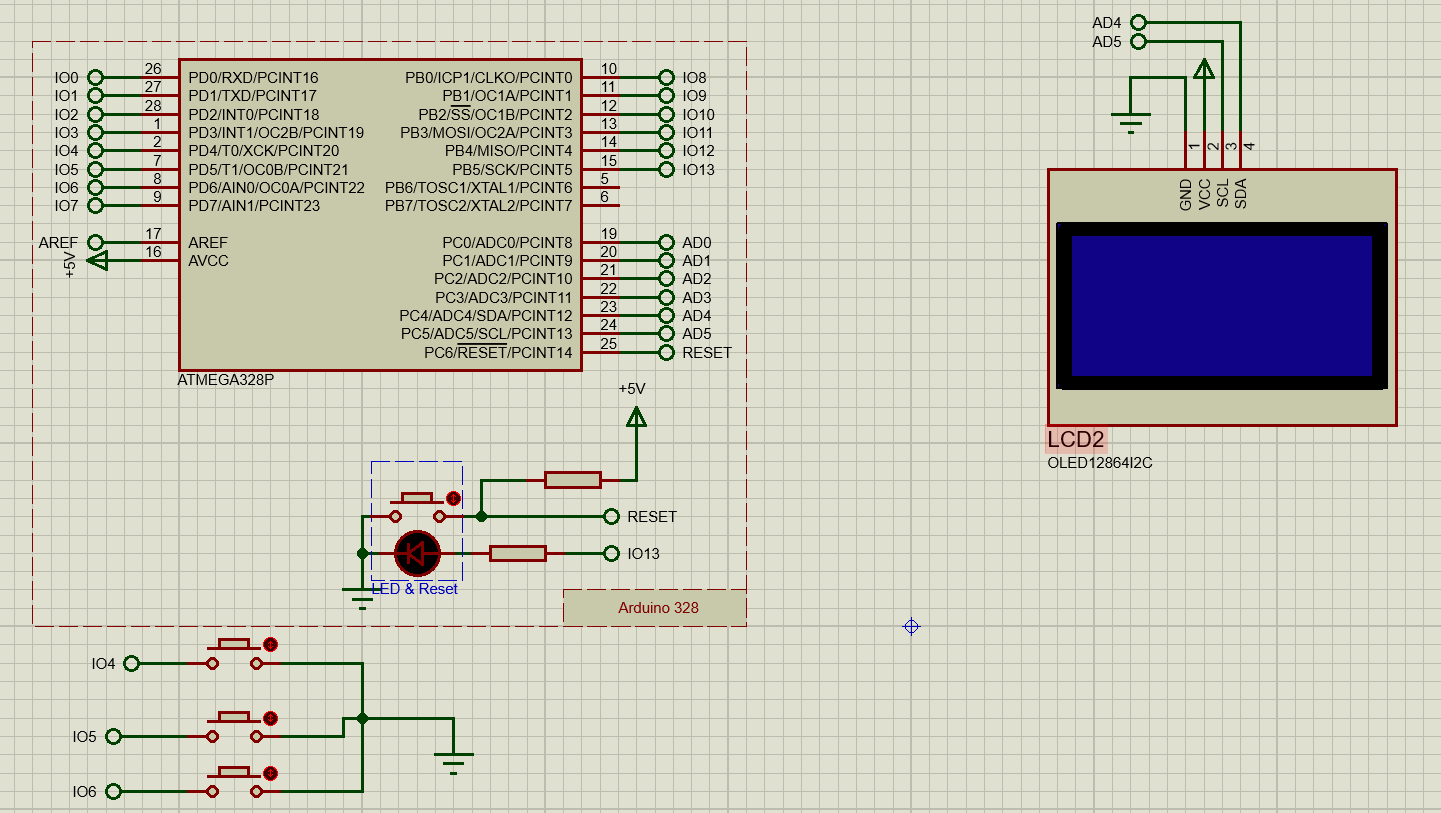 AD4
AD5
IO0 26 PD0/RXD/PCINT16 PB0/ICP1/CLKO/PCINT0 10 IO8
IO1 27 PD1/TXD/PCINT17 PB1/OC1A/PCINT1 11 IO9
IO2 28 PD2/INT0/PCINT18 PB2/SS/OC1B/PCINT2 12 IO10
IO3 1 PD3/INT1/OC2B/PCINT19 PB3/MOSI/OC2A/PCINT3 13 IO11
IO4 2 PD4/T0/XCK/PCINT20 PB4/MISO/PCINT4 14 IO12
IO5 7 PD5/T1/OC0B/PCINT21 PB5/SCK/PCINT5 15 IO13
IO6 8 PD6/AIN0/OC0A/PCINT22 PB6/TOSC1/XTAL1/PCINT6 5
IO7 9 PD7/AIN1/PCINT23 PB7/TOSC2/XTAL2/PCINT7 6
AREF 17 AREF PC0/ADC0/PCINT8 19 AD0
+5V 16 AVCC PC1/ADC1/PCINT9 20 AD1
PC2/ADC2/PCINT10 21 AD2
PC3/ADC3/PCINT11 22 AD3
PC4/ADC4/SDA/PCINT12 23 AD4
PC5/ADC5/SCL/PCINT13 24 AD5
PC6/RESET/PCINT14 25 RESET
ATMEGA328P
1 2 3 4
GND VCC SCL SDA
LCD2
OLED12864I2C
+5V
RESET
IO13
LED & Reset
Arduino 328
IO4
IO5
IO6